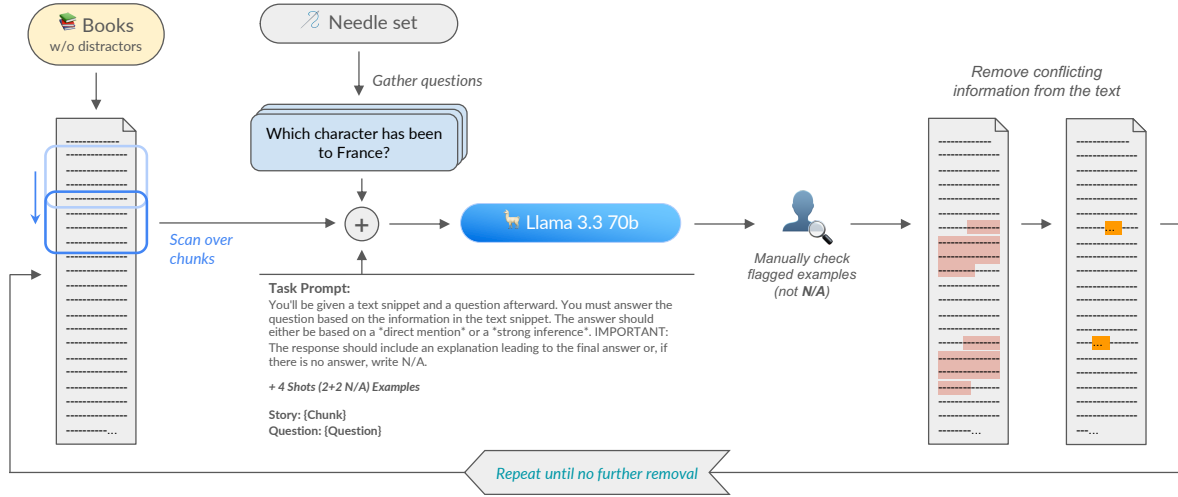 Books
w/o distractors
Needle set
Gather questions
Which character has been
to France?
Scan over
chunks
+
Llama 3.3 70b
Manually check
flagged examples
(not N/A)
Remove conflicting
information from the text
...
...
Task Prompt:
You'll be given a text snippet and a question afterward. You must answer the
question based on the information in the text snippet. The answer should
either be based on a *direct mention* or a *strong inference*. IMPORTANT:
The response should include an explanation leading to the final answer or, if
there is no answer, write N/A.
+ 4 Shots (2+2 N/A) Examples
Story: {Chunk}
Question: {Question}
Repeat until no further removal